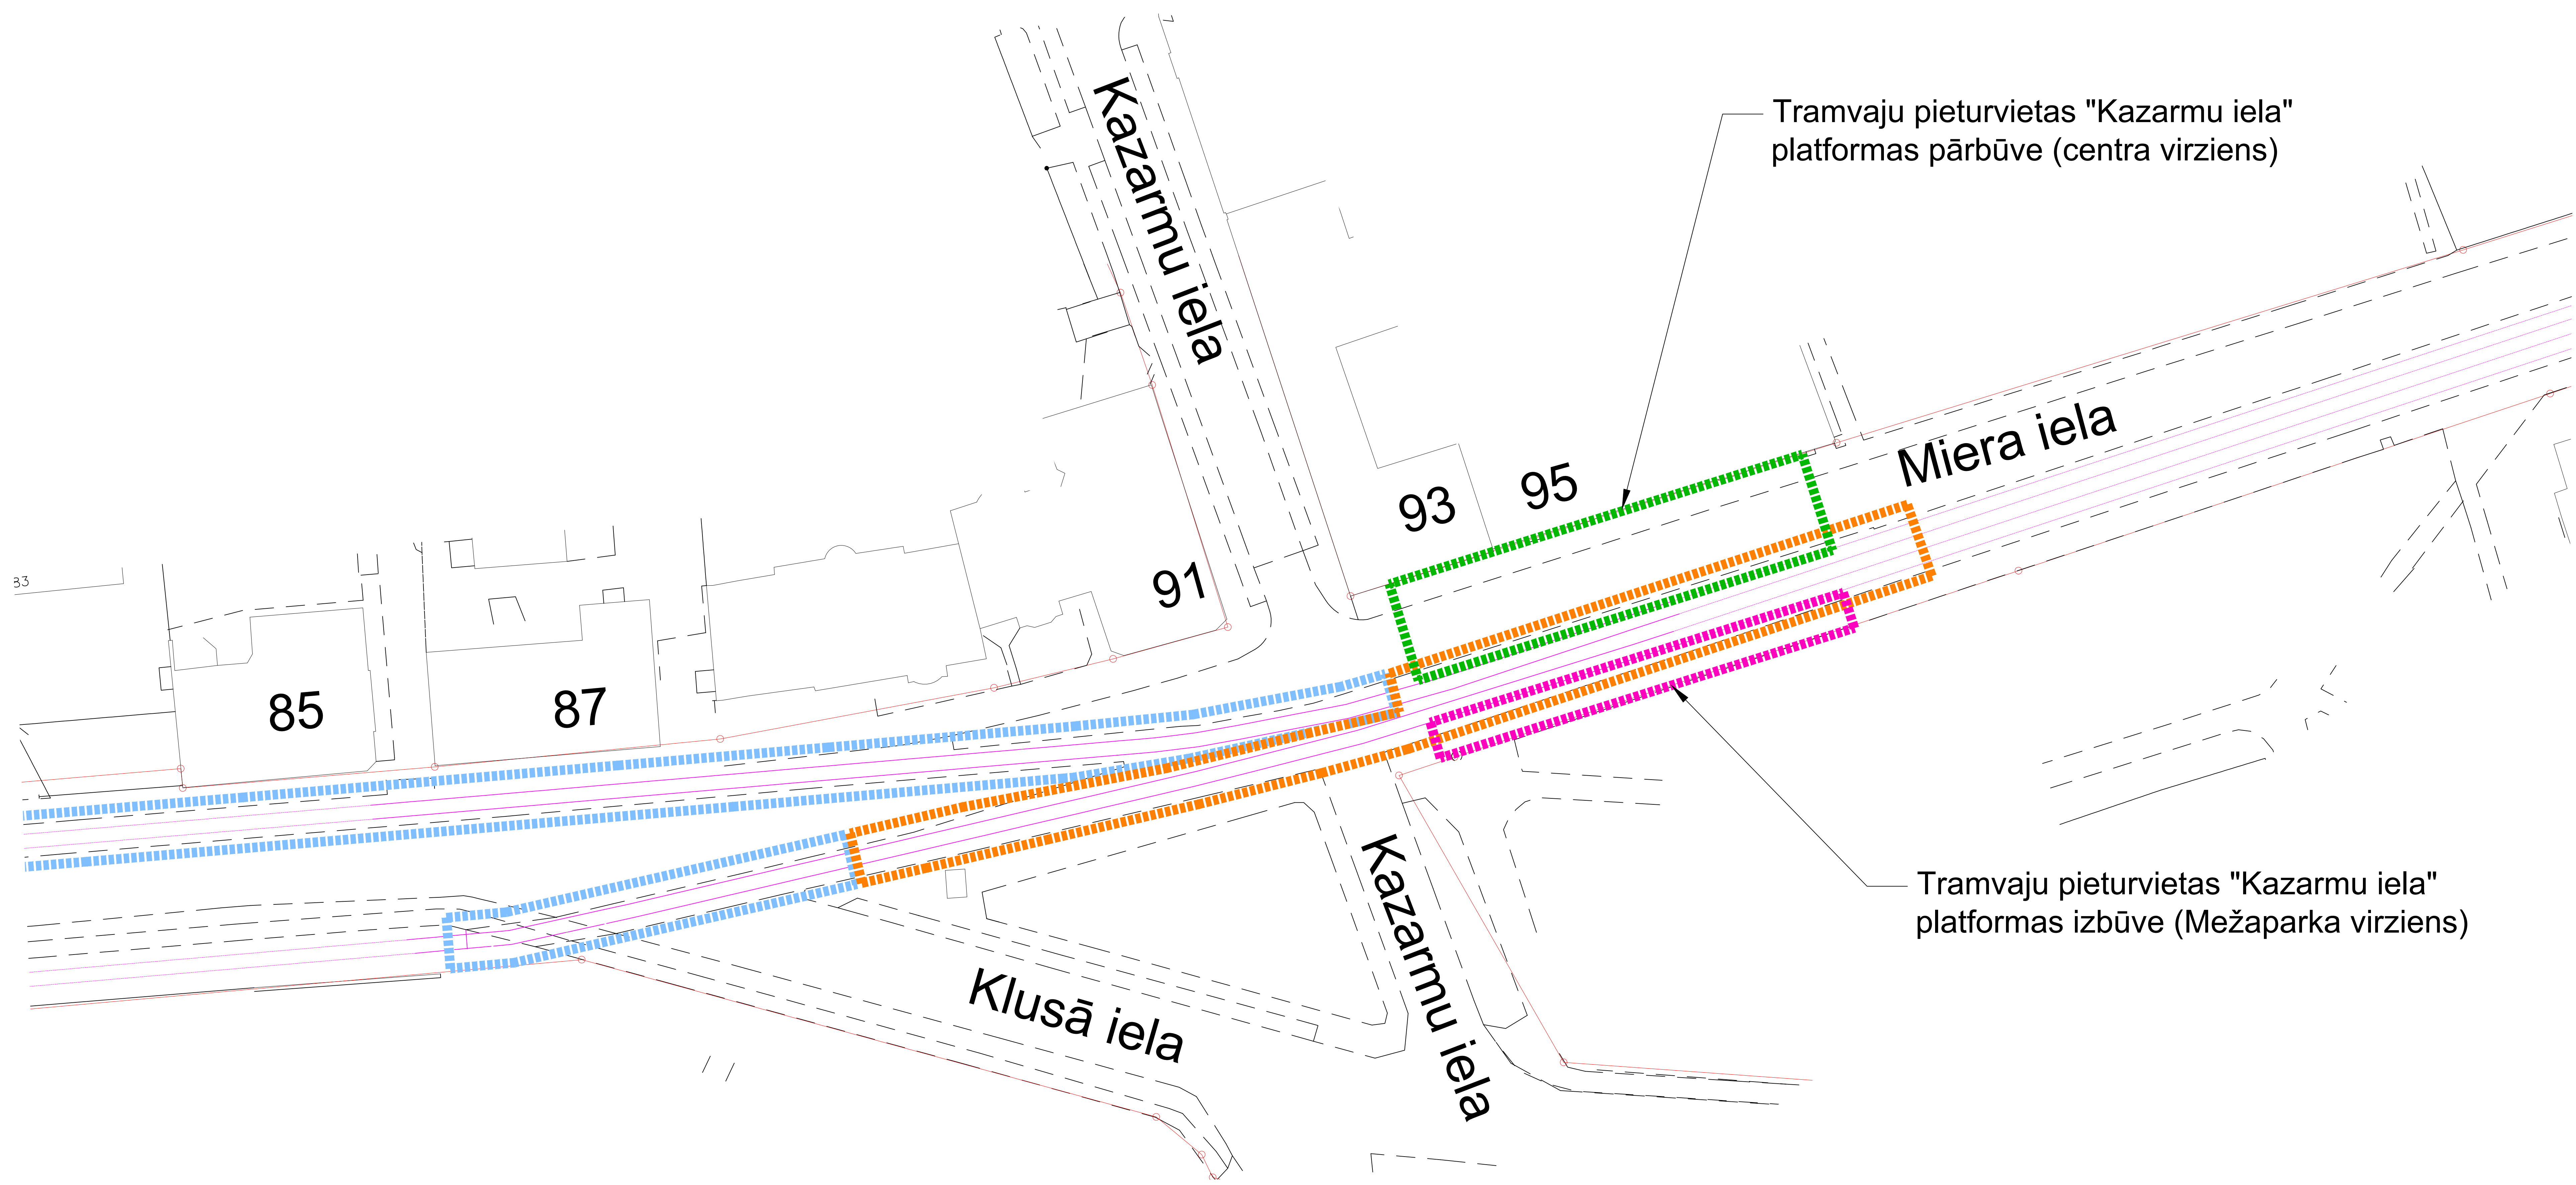 Kazarmu iela
Tramvaju pieturvietas "Kazarmu iela"
platformas pārbūve (centra virziens)
Miera iela
95
93
91
83
85
87
Tramvaju pieturvietas "Kazarmu iela"
platformas izbūve (Mežaparka virziens)
Kazarmu iela
Klusā iela